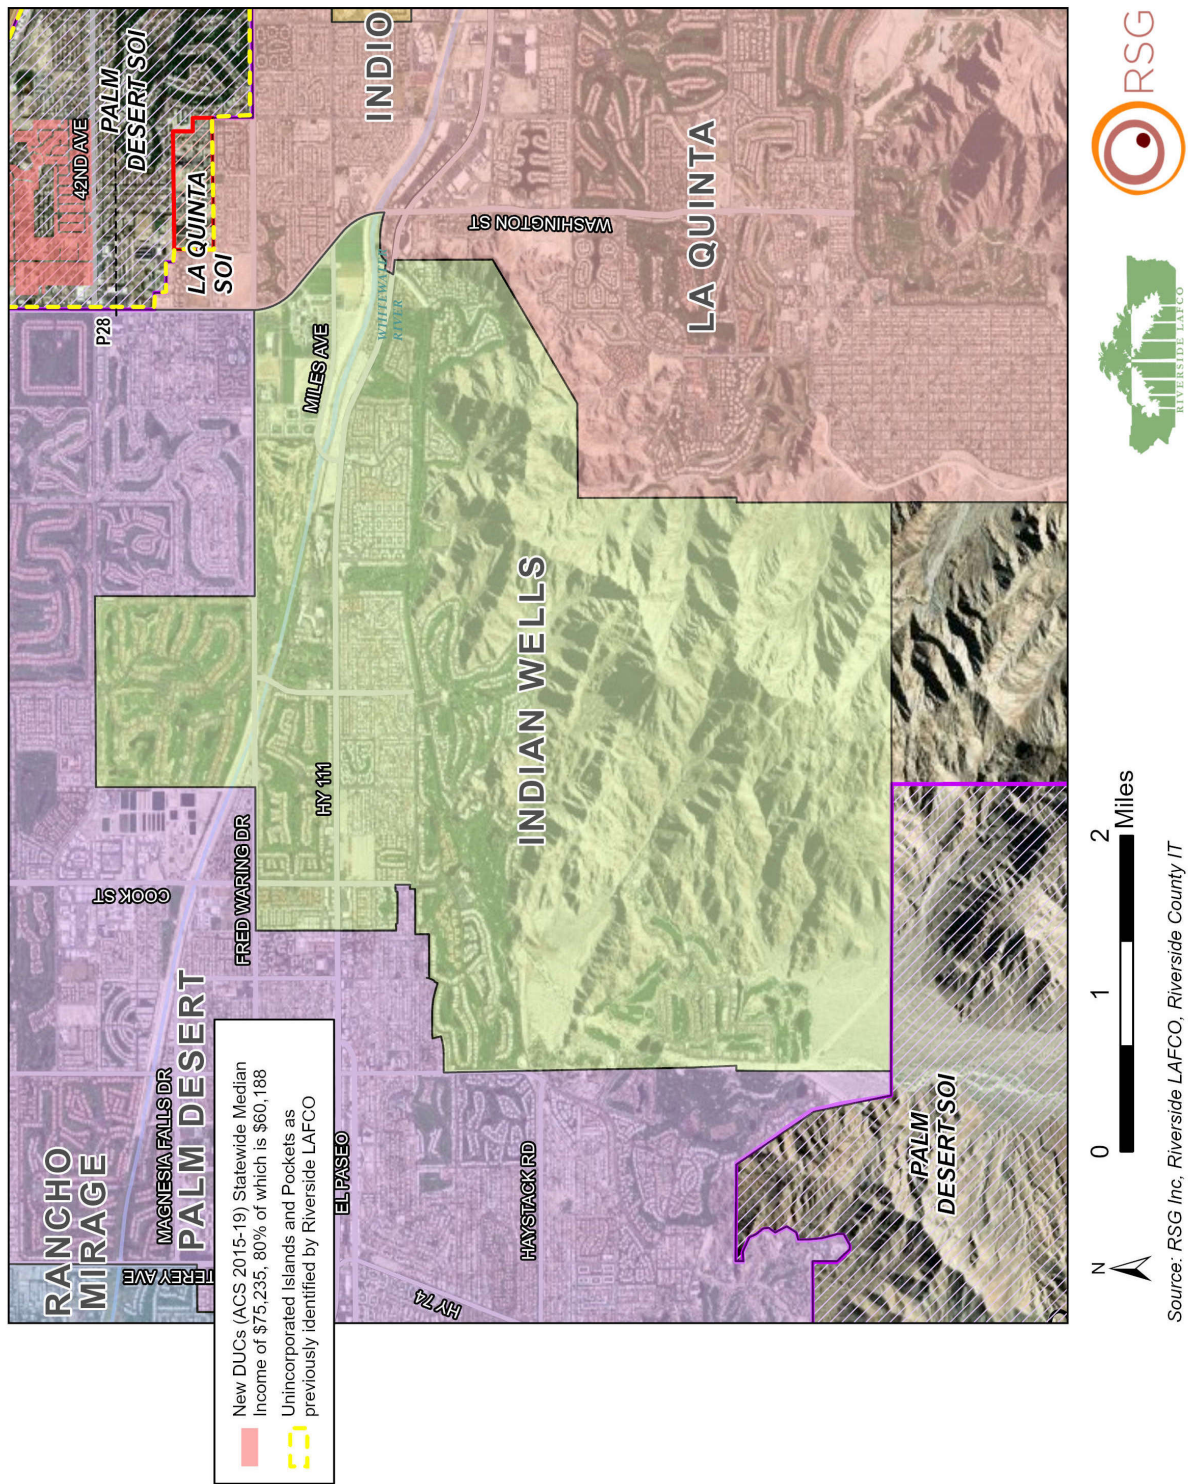 RANCHO
MIRAGE
MAGNESIA FALLS DR
PALM DESERT
TEREY AVE
COOK ST
FRED WARING DR
HY 111
EL PASEO
HAYSTACK RD
HY 74
INDIAN WELLS
MILES AVE
WHITEWATER
RIVER
P28
42ND AVE
PALM
DESERT SOI
LA QUINTA
SOI
INDIO
WASHINGTON ST
LA QUINTA
PALM
DESERT SOI
New DUCs (ACS 2015-19) Statewide Median
Income of $75,235, 80% of which is $60,188
Unincorporated Islands and Pockets as
previously identified by Riverside LAFCO
N
0
1
2
Miles
Source: RSG Inc, Riverside LAFCO, Riverside County IT
RIVERSIDE LAFCO
RSG